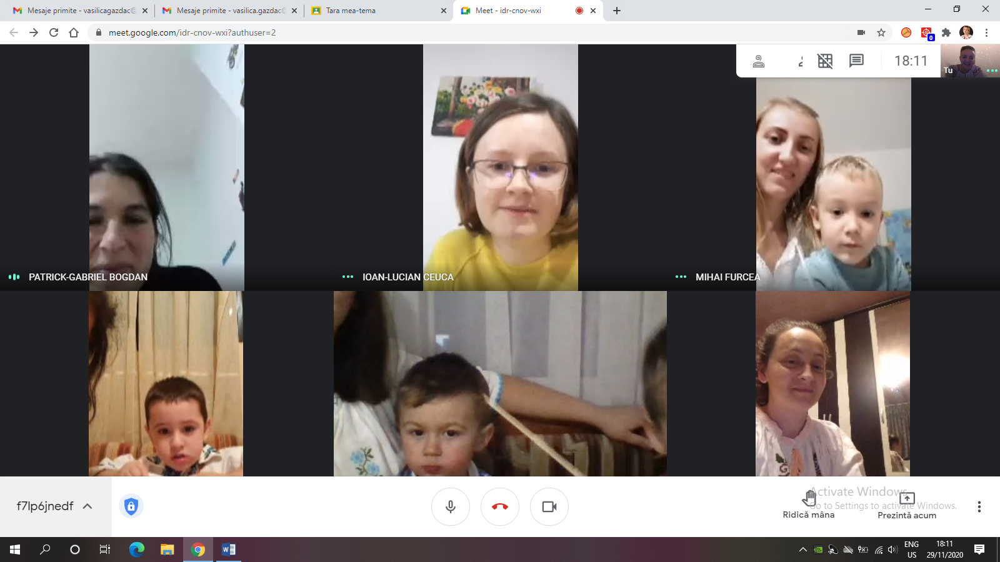 Mesaje primite - vasilicagazdac@
Mesaje primite - vasilica.gazdac@
Tara mea-tema
Meet - idr-cnov-wxi
meet.google.com/idr-cnov-wxi?authuser=2
0
18:11
Tu
PATRICK-GABRIEL BOGDAN
IOAN-LUCIAN CEUCA
MIHAI FURCEA
f7lp6jnedf
Activate Windows
Go to Settings to activate Windows.
Ridică mâna
Prezintă acum
ENG
US
18:11
29/11/2020